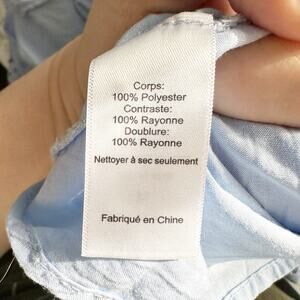 Corps:
100% Polyester
Contraste:
100% Rayonne
Doublure:
100% Rayonne
Nettoyer à sec seulement
Fabriqué en Chine